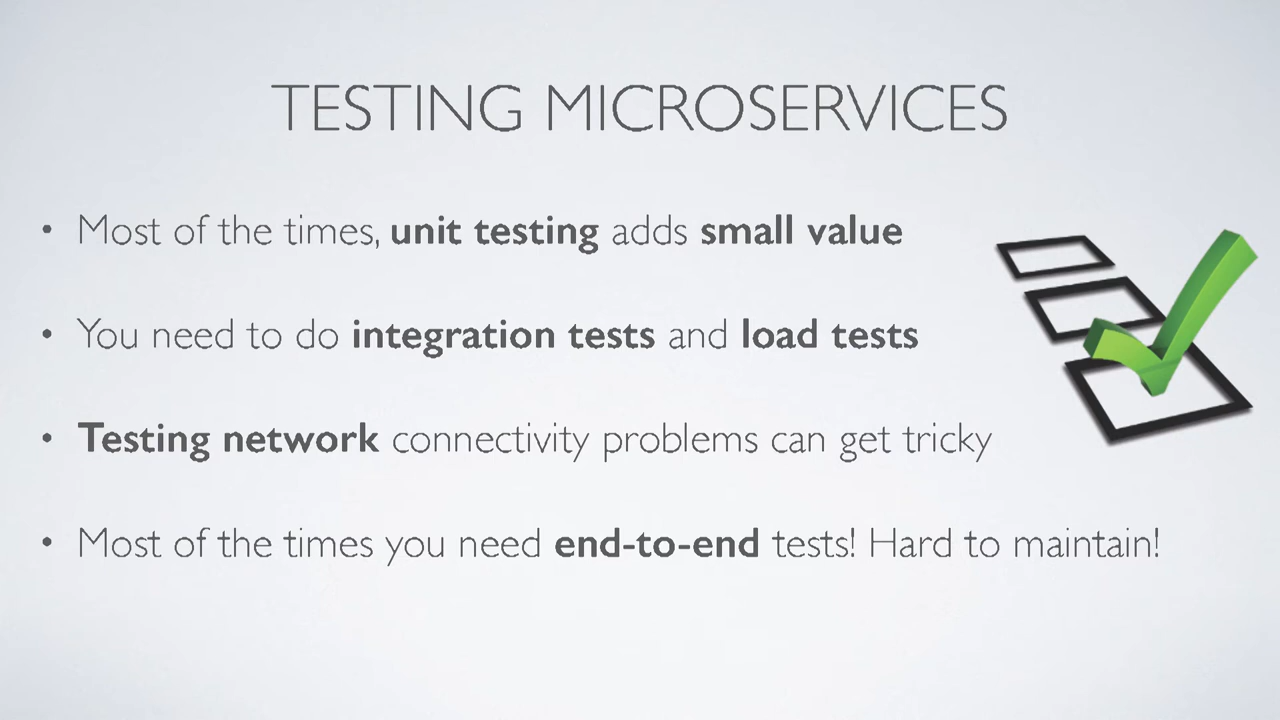 TESTING MICROSERVICES
• Most of the times, unit testing adds small value
• You need to do integration tests and load tests
• Testing network connectivity problems can get tricky
• Most of the times you need end-to-end tests! Hard to maintain!